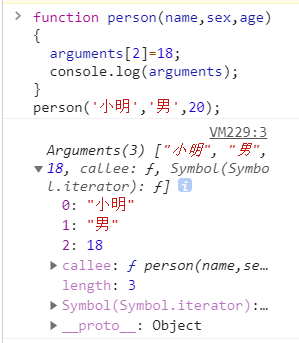 function person(name,sex,age)
{
arguments[2]=18;
console.log(arguments);
}
person('小明','男',20);
VM229:3
Arguments(3) ["小明", "男",
18, callee: ƒ, Symbol(Symbo
l.iterator): ƒ]
0: "小明"
1: "男"
2: 18
callee: ƒ person(name,se…
length: 3
Symbol(Symbol.iterator):…
__proto__: Object